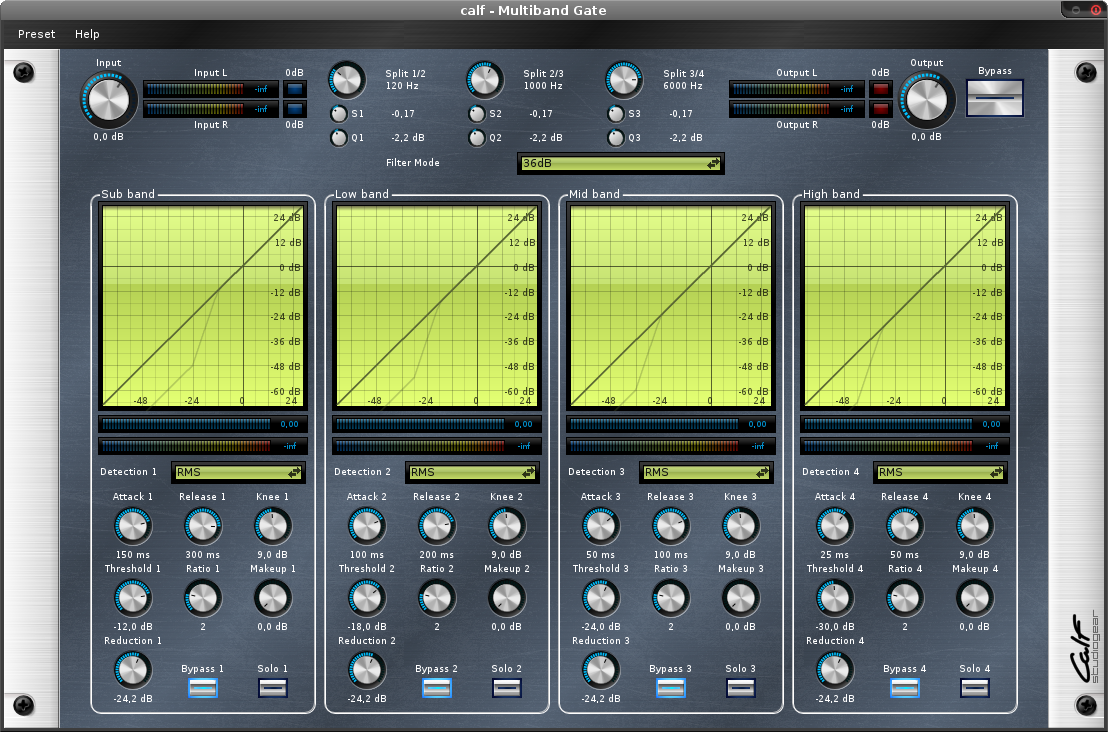 calf - Multiband Gate
Preset Help
Input
Input L 0dB
-inf
-inf
Input R 0dB
0,0 dB
Split 1/2
120 Hz
S1 -0,17
Q1 -2,2 dB
Split 2/3
1000 Hz
S2 -0,17
Q2 -2,2 dB
Split 3/4
6000 Hz
S3 -0,17
Q3 -2,2 dB
Output L 0dB
-inf
-inf
Output R 0dB
Output
0,0 dB
Bypass
Filter Mode 36dB
Sub band
24 dB
12 dB
0 dB
-12 dB
-24 dB
-36 dB
-48 dB
-60 dB
-48 -24 0 24
0,00
-inf
Detection 1 RMS
Attack 1 Release 1 Knee 1
150 ms 300 ms 9,0 dB
Threshold 1 Ratio 1 Makeup 1
-12,0 dB 2 0,0 dB
Reduction 1
Bypass 1 Solo 1
-24,2 dB
Low band
24 dB
12 dB
0 dB
-12 dB
-24 dB
-36 dB
-48 dB
-60 dB
-48 -24 0 24
0,00
-inf
Detection 2 RMS
Attack 2 Release 2 Knee 2
100 ms 200 ms 9,0 dB
Threshold 2 Ratio 2 Makeup 2
-18,0 dB 2 0,0 dB
Reduction 2
Bypass 2 Solo 2
-24,2 dB
Mid band
24 dB
12 dB
0 dB
-12 dB
-24 dB
-36 dB
-48 dB
-60 dB
-48 -24 0 24
0,00
-inf
Detection 3 RMS
Attack 3 Release 3 Knee 3
50 ms 100 ms 9,0 dB
Threshold 3 Ratio 3 Makeup 3
-24,0 dB 2 0,0 dB
Reduction 3
Bypass 3 Solo 3
-24,2 dB
High band
24 dB
12 dB
0 dB
-12 dB
-24 dB
-36 dB
-48 dB
-60 dB
-48 -24 0 24
0,00
-inf
Detection 4 RMS
Attack 4 Release 4 Knee 4
25 ms 50 ms 9,0 dB
Threshold 4 Ratio 4 Makeup 4
-30,0 dB 2 0,0 dB
Reduction 4
Bypass 4 Solo 4
-24,2 dB
Calf
studiogear